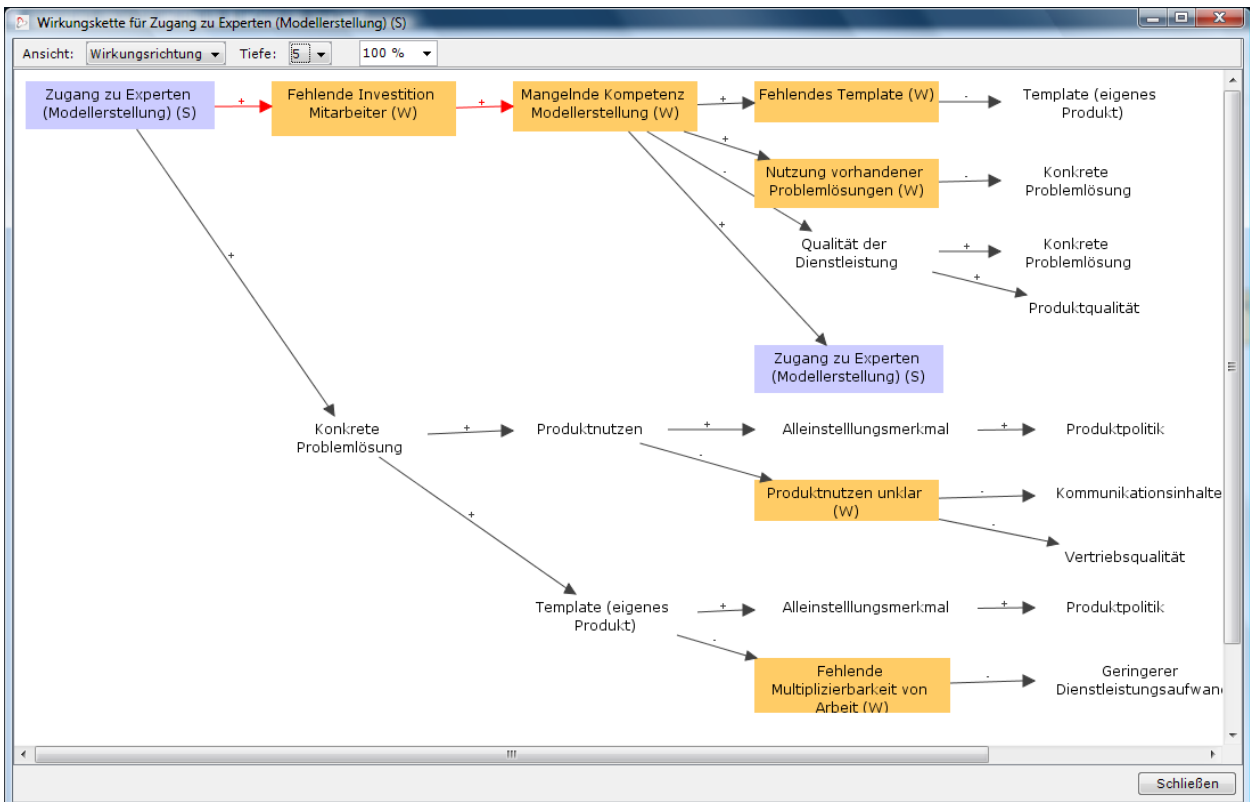 Wirkungskette für Zugang zu Experten (Modellerstellung) (S)
Ansicht: Wirkungsrichtung Tiefe: 5 100 %
Zugang zu Experten
(Modellerstellung) (S)
+
Fehlende Investition
Mitarbeiter (W)
+
Mangelnde Kompetenz
Modellerstellung (W)
+
Fehlendes Template (W)
-
Template (eigenes
Produkt)
+
Nutzung vorhandener
Problemlösungen (W)
-
Konkrete
Problemlösung
-
Qualität der
Dienstleistung
+
Konkrete
Problemlösung
+
Produktqualität
+
Zugang zu Experten
(Modellerstellung) (S)
+
Konkrete
Problemlösung
+
Produktnutzen
+
Alleinstelllungsmerkmal
+
Produktpolitik
-
Produktnutzen unklar
(W)
-
Kommunikationsinhalte
-
Vertriebsqualität
+
Template (eigenes
Produkt)
+
Alleinstelllungsmerkmal
+
Produktpolitik
-
Fehlende
Multiplizierbarkeit von
Arbeit (W)
-
Geringerer
Dienstleistungsaufwan
Schließen